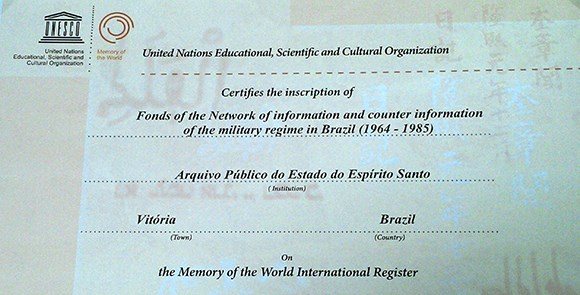 UNESCO
United Nations
Educational, Scientific and
Cultural Organization
Memory of
the World
United Nations Educational, Scientific and Cultural Organization
Certifies the inscription of
Fonds of the Network of information and counter information
of the military regime in Brazil (1964 - 1985)
Arquivo Público do Estado do Espírito Santo
( Institution)
Vitória Brazil
(Town) (Country)
On
the Memory of the World International Register